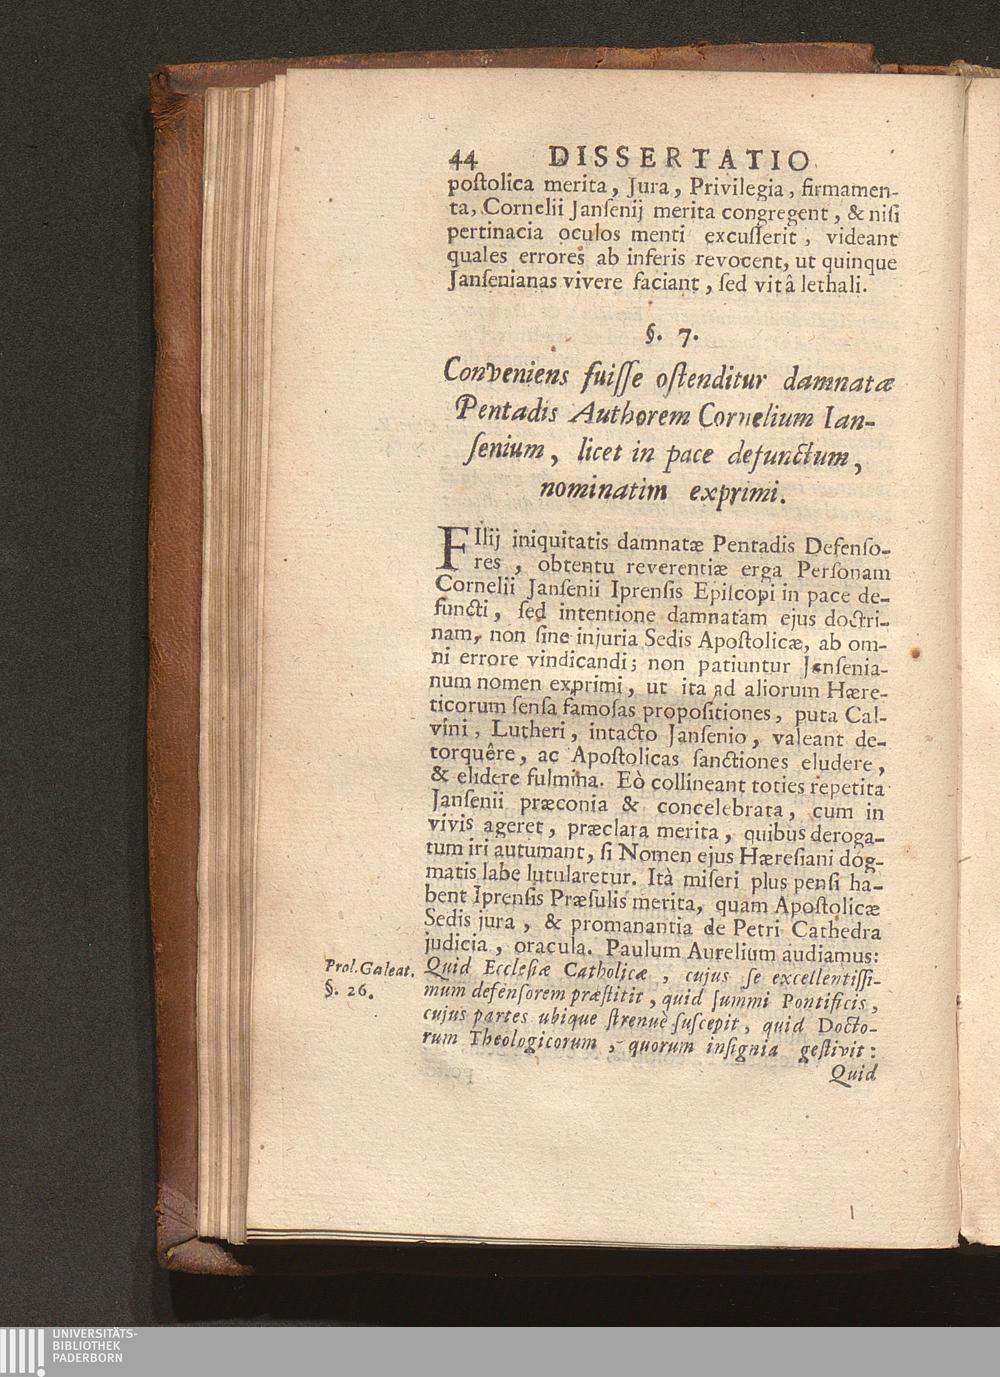 44 DISSERTATIO
poſtolica merita, Jura, Privilegia, firmamen-
ta, Cornelii Janſenij merita congregent, & niſi
pertinacia oculos menti excuſſerit, videant
quales errores ab inferis revocent, ut quinque
Janſenianas vivere faciant, ſed vitâ lethali.
§. 7.
Conveniens fuiſſe oſtenditur damnatæ
Pentadis Authorem Cornelium Ian-
ſenium, licet in pace defunctum,
nominatim exprimi.
FIlij iniquitatis damnatæ Pentadis Defenſo-
res, obtentu reverentiæ erga Perſonam
Cornelii Janſenii Iprenſis Epiſcopi in pace de-
functi, ſed intentione damnatam ejus doctri-
nam, non ſine injuria Sedis Apoſtolicæ, ab om-
ni errore vindicandi; non patiuntur Janſenia-
num nomen exprimi, ut ita ad aliorum Hære-
ticorum ſenſa famoſas propoſitiones, puta Cal-
vini, Lutheri, intacto Janſenio, valeant de-
torquêre, ac Apoſtolicas ſanctiones eludere,
& elidere fulmina. Eò collineant toties repetita
Janſenii præconia & concelebrata, cum in
vivis ageret, præclara merita, quibus deroga-
tum iri autumant, ſi Nomen ejus Hæreſiani dog-
matis labe lutularetur. Ità miſeri plus penſi ha-
bent Iprenſis Præſulis merita, quam Apoſtolicæ
Sedis jura, & promanantia de Petri Cathedra
judicia, oracula. Paulum Aurelium audiamus:
Prol. Galeat. Quid Eccleſiæ Catholicæ, cujus ſe excellentiſſi-
§. 26. mum defenſorem præſtitit, quid ſummi Pontificis,
cujus partes ubique ſtrenuè ſuſcepit, quid Docto-
rum Theologicorum, quorum inſignia geſtivit:
Quid
UNIVERSITÄTS-
BIBLIOTHEK
PADERBORN